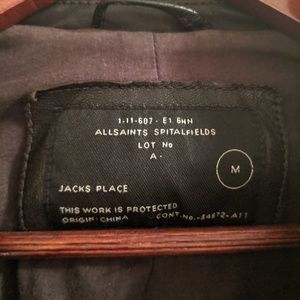 1-11-607- E1 6HN
ALLSAINTS SPITALFIELDS
LOT No
A-
M
JACKS PLACE
THIS WORK IS PROTECTED
ORIGIN: CHINA CONT.No.-54872-A11